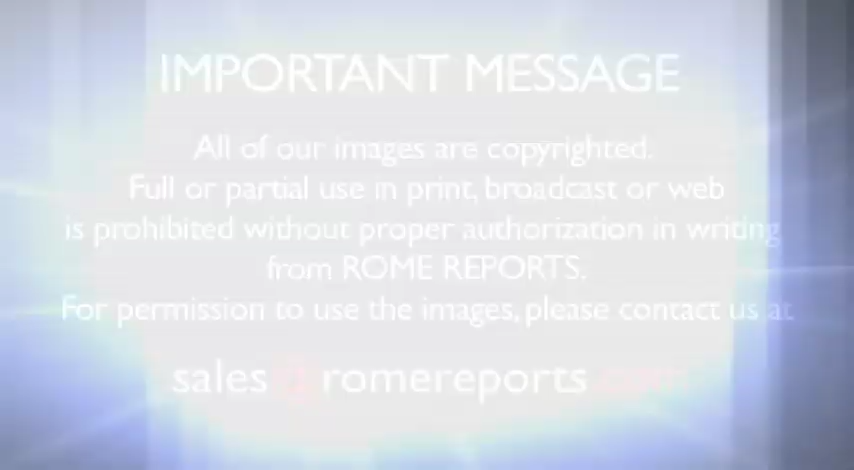 IMPORTANT MESSAGE
All of our images are copyrighted.
Full or partial use in print, broadcast or web
is prohibited without proper authorization in writing
from ROME REPORTS.
For permission to use the images, please contact us at
sales@romereports.com